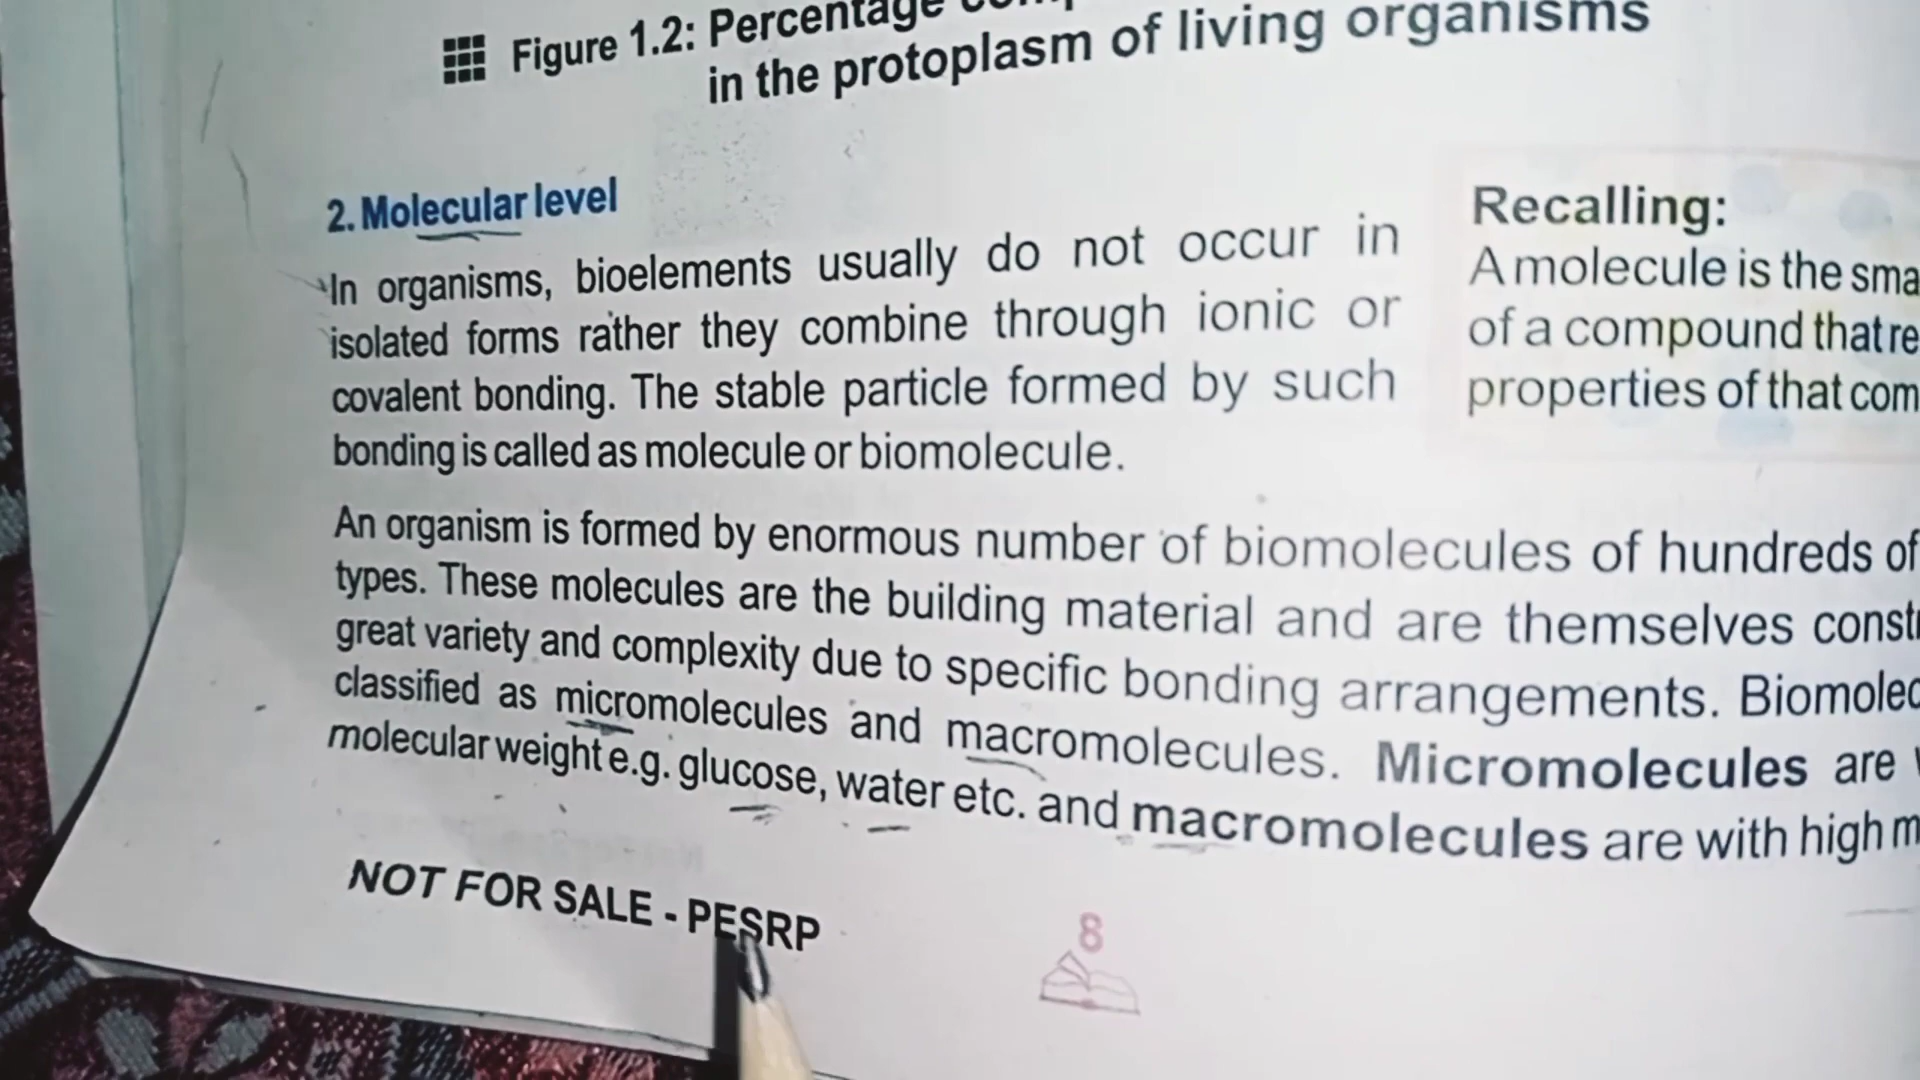 Figure 1.2: Percentage
in the protoplasm of living organisms
2. Molecular level
In organisms, bioelements usually do not occur in
isolated forms rather they combine through ionic or
covalent bonding. The stable particle formed by such
bonding is called as molecule or biomolecule.
Recalling:
A molecule is the
of a compound that
properties of that
An organism is formed by enormous number of biomolecules of hundreds of
types. These molecules are the building material and are themselves
great variety and complexity due to specific bonding arrangements.
classified as micromolecules and macromolecules. Micromolecules are
molecular weight e.g. glucose, water etc. and macromolecules are with high
NOT FOR SALE - PESRP
8